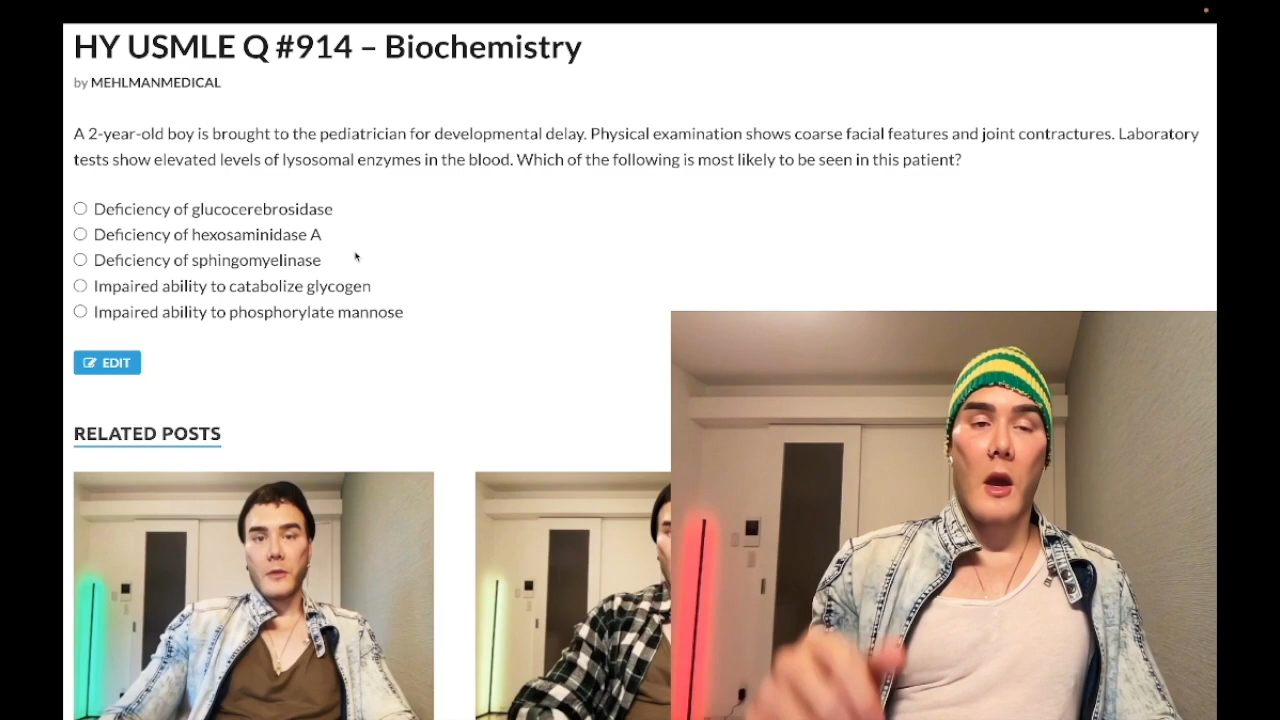 HY USMLE Q #914 – Biochemistry
by MEHLMANMEDICAL
A 2-year-old boy is brought to the pediatrician for developmental delay. Physical examination shows coarse facial features and joint contractures. Laboratory
tests show elevated levels of lysosomal enzymes in the blood. Which of the following is most likely to be seen in this patient?
Deficiency of glucocerebrosidase
Deficiency of hexosaminidase A
Deficiency of sphingomyelinase
Impaired ability to catabolize glycogen
Impaired ability to phosphorylate mannose
EDIT
RELATED POSTS